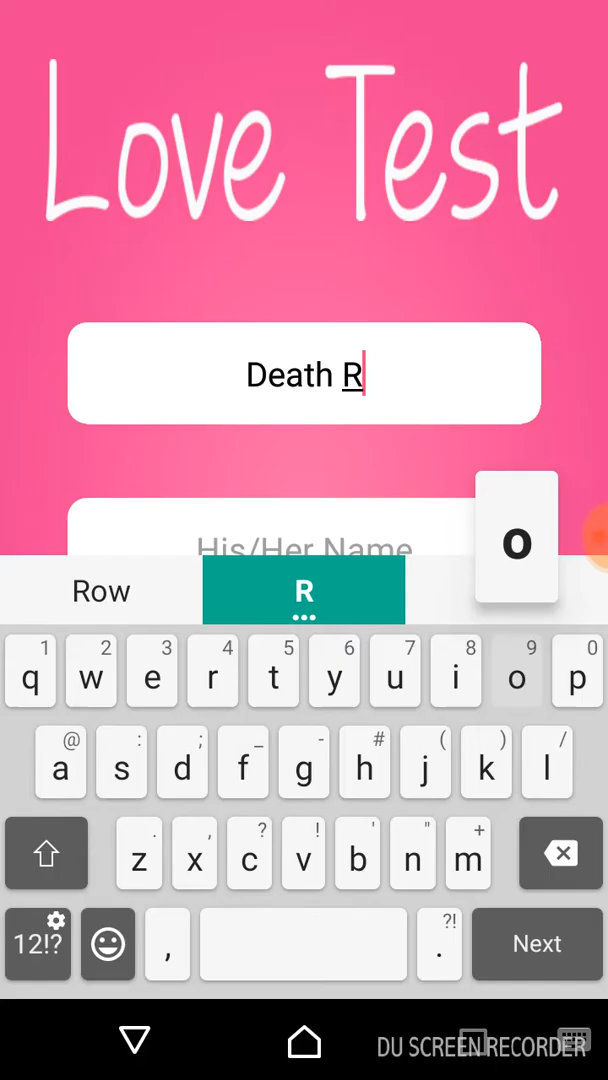 Love Test
Death R
His/Her Name
Row R
o
1 2 3 4 5 6 7 8 9 0
q w e r t y u i o p
@ : ; _ - # ( ) /
a s d f g h j k l
. , ? ! ' " +
z x c v b n m
?!
12!? , . Next
DU SCREEN RECORDER